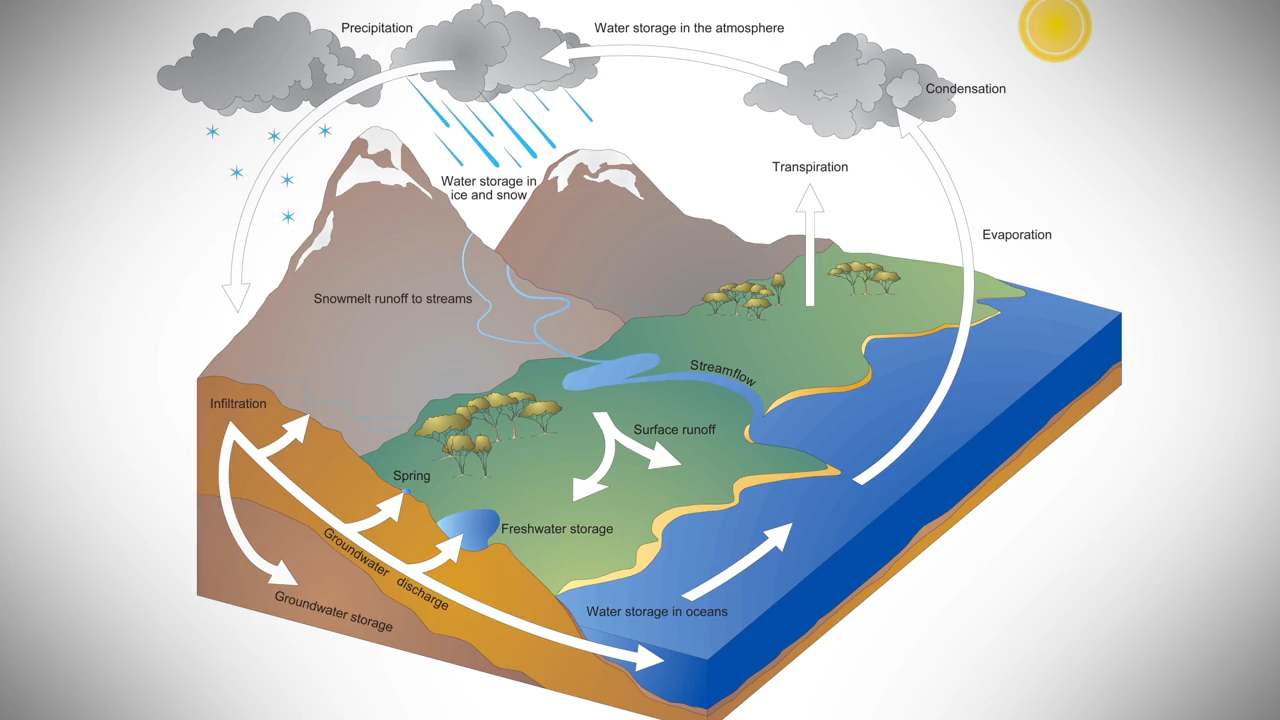 Precipitation
Water storage in the atmosphere
Condensation
Transpiration
Water storage in
ice and snow
Evaporation
Snowmelt runoff to streams
Streamflow
Infiltration
Surface runoff
Spring
Freshwater storage
Groundwater discharge
Groundwater storage
Water storage in oceans